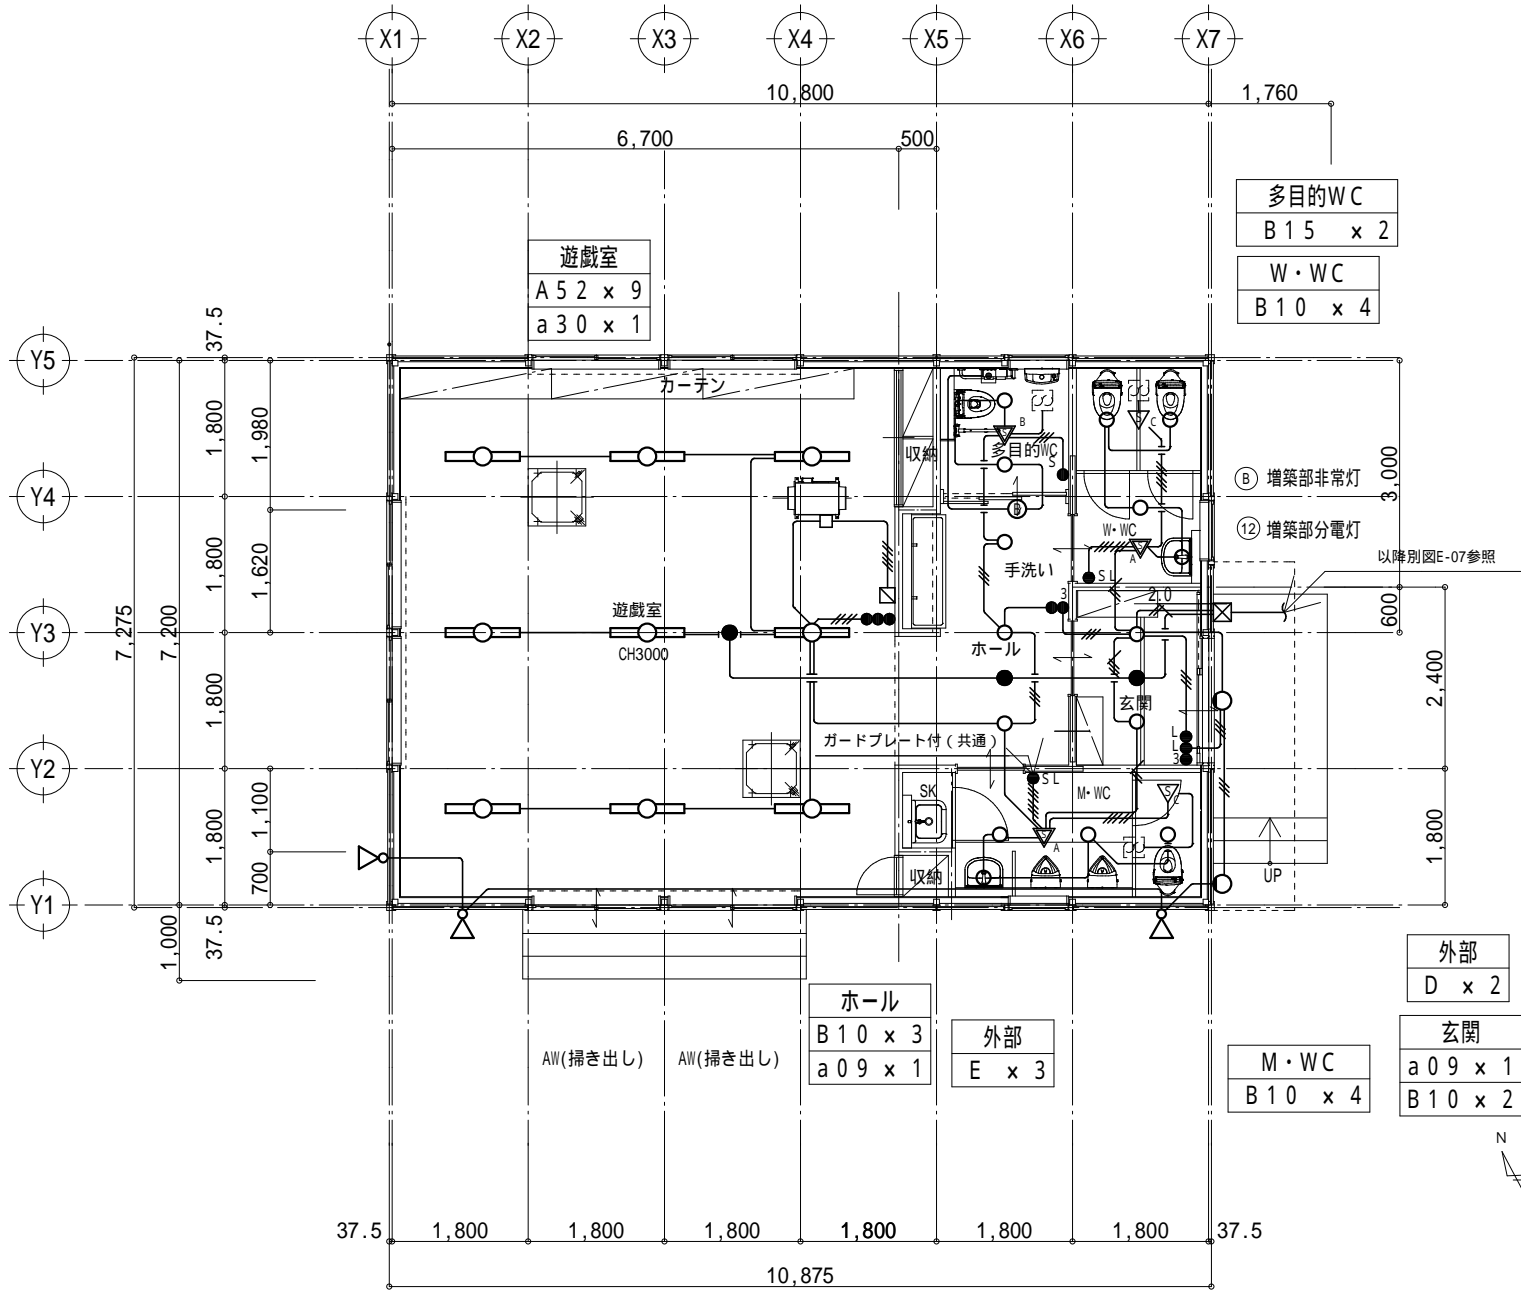 X1 X2 X3 X4 X5 X6 X7
10,800 1,760
6,700 500
多目的WC
B15 × 2
W・WC
B10 × 4
遊戯室
A52 × 9
a30 × 1
37.5
Y5
カーテン
1,800 1,980
収納
多目的WC
B
C
S
3,000
Y4
B 増築部非常灯
12 増築部分電灯
W・WC
A
以降別図E-07参照
1,800 1,620
手洗い
SL
3
2.0
600
遊戯室
7,275 7,200
Y3
CH3000
ホール
玄関
2,400
1,800
ガードプレート付(共通)
L
L
3
Y2
SL
M・WC
SK
S
C
1,800 1,100
A
1,800
700
収納
UP
Y1
1,000 37.5
外部
D × 2
ホール
B10 × 3
a09 × 1
外部
E × 3
AW(掃き出し) AW(掃き出し)
M・WC
B10 × 4
玄関
a09 × 1
B10 × 2
N
37.5 1,800 1,800 1,800 1,800 1,800 1,800 37.5
10,875